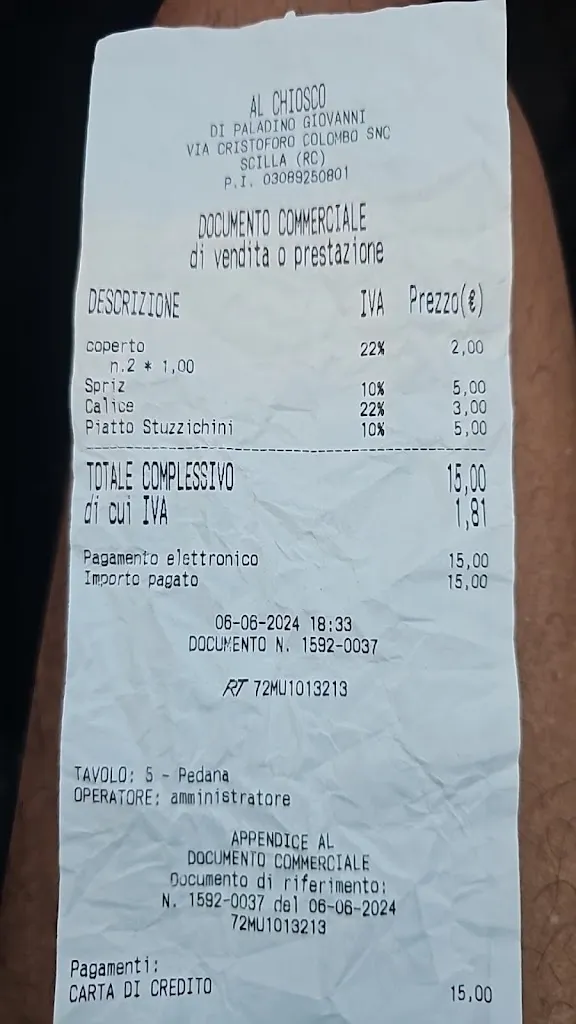 AL CHIOSCO
DI PALADINO GIOVANNI
VIA CRISTOFORO COLOMBO SNC
SCILLA (RC)
P.I. 03089250801
DOCUMENTO COMMERCIALE
di vendita o prestazione
DESCRIZIONE IVA Prezzo(€)
coperto 22% 2,00
n.2 * 1,00
Spriz 10% 5,00
Calice 22% 3,00
Piatto Stuzzichini 10% 5,00
TOTALE COMPLESSIVO 15,00
di cui IVA 1,81
Pagamento elettronico 15,00
Importo pagato 15,00
06-06-2024 18:33
DOCUMENTO N. 1592-0037
RT 72MU1013213
TAVOLO: 5 - Pedana
OPERATORE: amministratore
APPENDICE AL
DOCUMENTO COMMERCIALE
Documento di riferimento:
N. 1592-0037 del 06-06-2024
72MU1013213
Pagamenti:
CARTA DI CREDITO 15,00